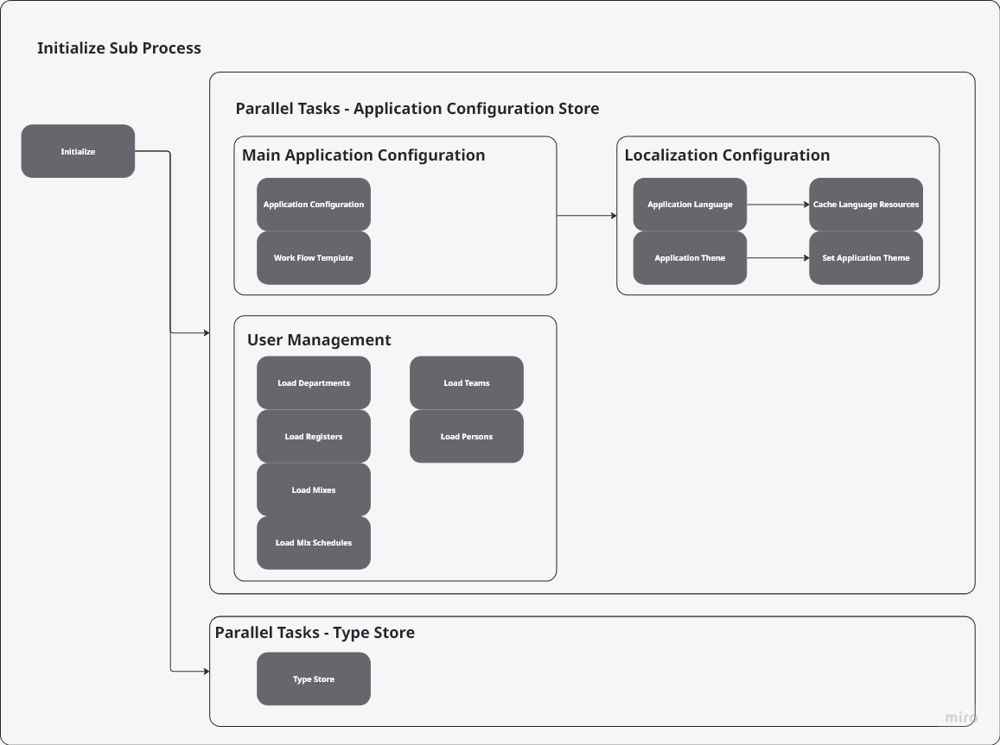 Initialize Sub Process
Initialize
Parallel Tasks - Application Configuration Store
Main Application Configuration
Application Configuration
Work Flow Template
Localization Configuration
Application Language
Cache Language Resources
Application Thene
Set Application Theme
User Management
Load Departments
Load Teams
Load Registers
Load Persons
Load Mixes
Load Mix Schedules
Parallel Tasks - Type Store
Type Store
miro